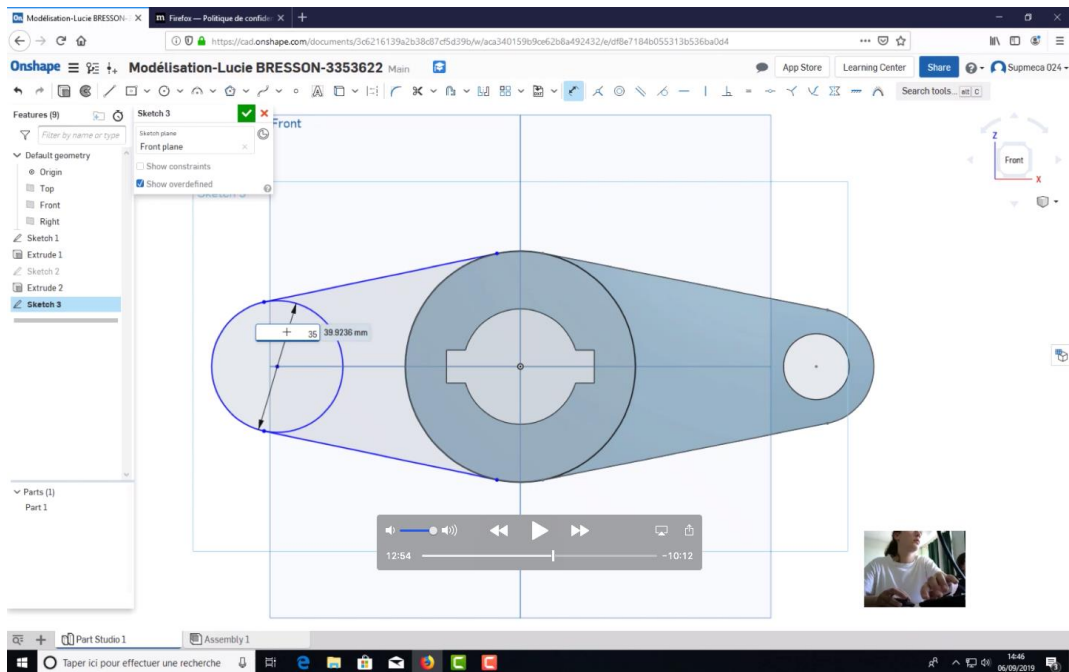 Modélisation-Lucie BRESSON-
Firefox — Politique de confiden
https://cad.onshape.com/documents/3c6216139a2b38c87cf5d39b/w/aca340159b9ce62b8a492432/e/df8e7184b055313b536ba0d4
Onshape
Modélisation-Lucie BRESSON-3353622 Main
App Store
Learning Center
Share
Supmeca 024
Search tools... alt C
Features (9)
Filter by name or type
Default geometry
Origin
Top
Front
Right
Sketch 1
Extrude 1
Sketch 2
Extrude 2
Sketch 3
Sketch 3
Sketch plane
Front plane
Show constraints
Show overdefined
Front
Z
Front
X
35
39.9236 mm
Parts (1)
Part 1
12:54
-10:12
Part Studio 1
Assembly 1
Taper ici pour effectuer une recherche
14:46
06/09/2019